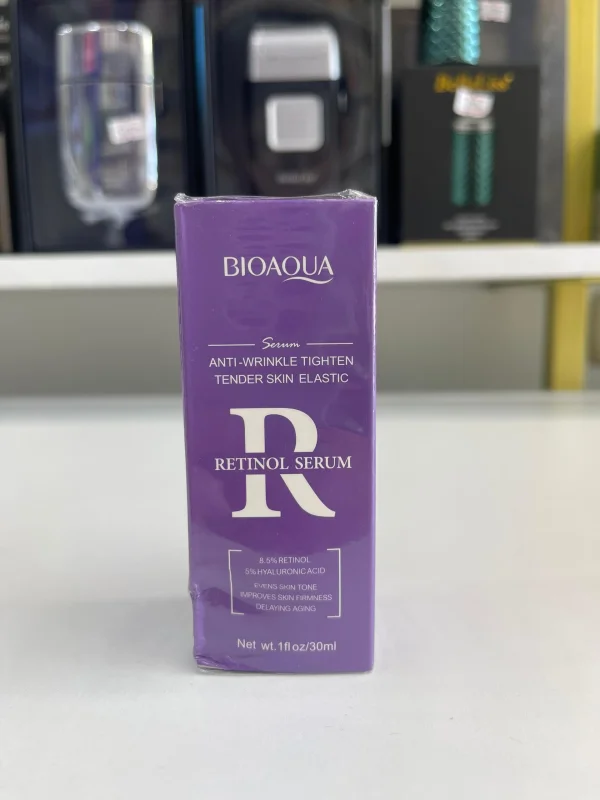 BIOAQUA
Serum
ANTI-WRINKLE TIGHTEN
TENDER SKIN ELASTIC
R
RETINOL SERUM
8.5% RETINOL
5% HYALURONIC ACID
EVENS SKIN TONE
IMPROVES SKIN FIRMNESS
DELAYING AGING
Net wt.1fl oz/30ml